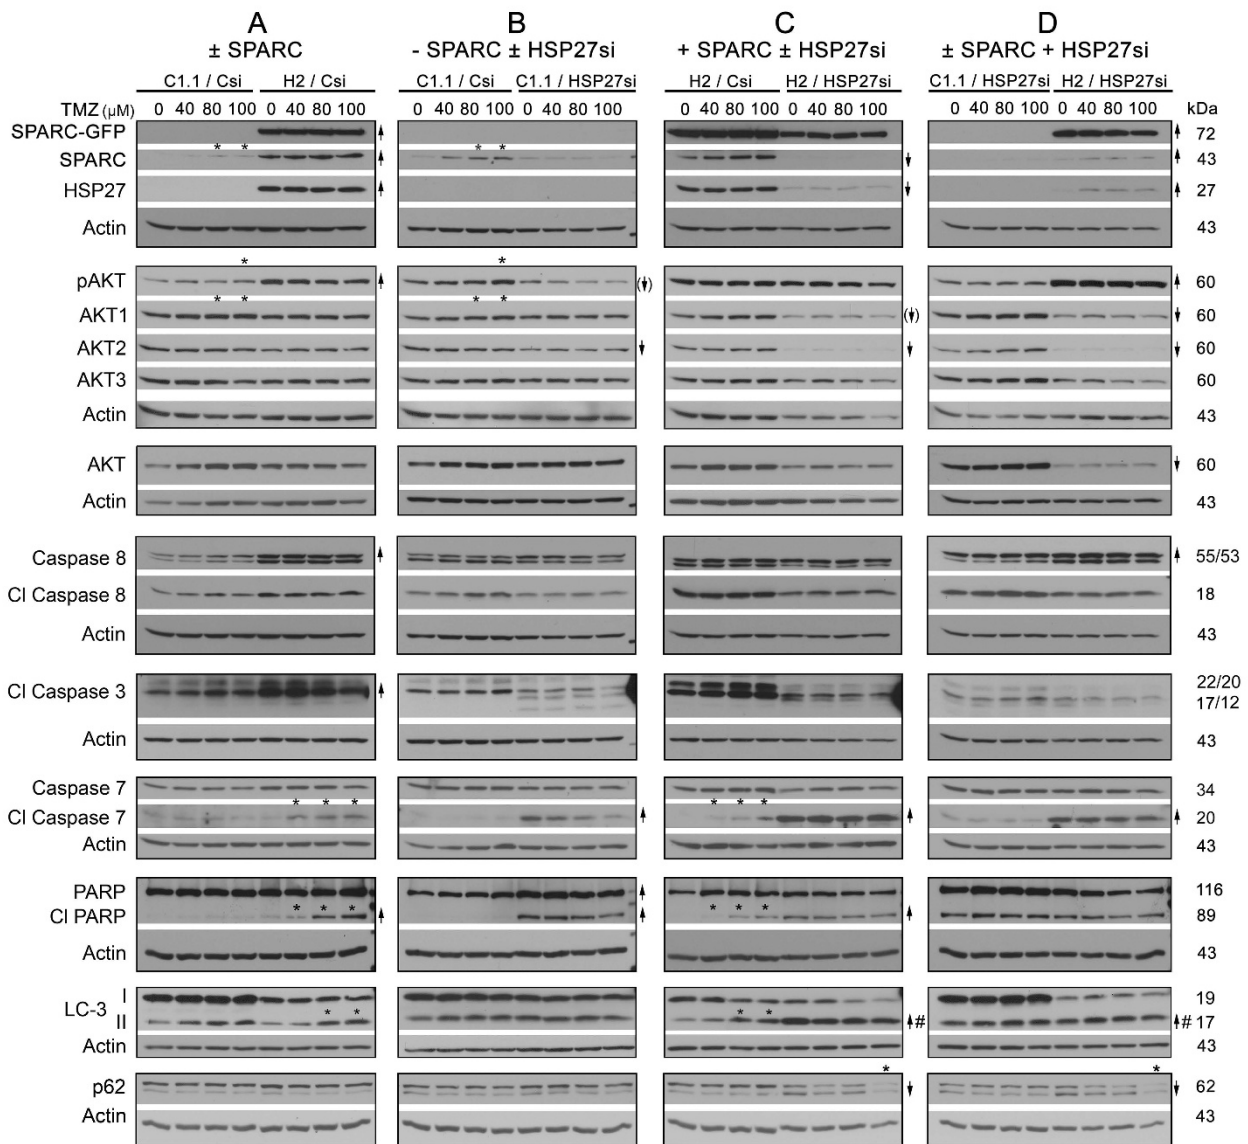 A B C D
± SPARC - SPARC ± HSP27si + SPARC ± HSP27si ± SPARC + HSP27si
C1.1 / Csi H2 / Csi C1.1 / Csi C1.1 / HSP27si H2 / Csi H2 / HSP27si C1.1 / HSP27si H2 / HSP27si
TMZ (µM) 0 40 80 100 0 40 80 100 0 40 80 100 0 40 80 100 0 40 80 100 0 40 80 100 0 40 80 100 0 40 80 100 kDa
SPARC-GFP 72
* * * *
SPARC 43
HSP27 27
Actin 43
* *
pAKT (↓) 60
* * * *
AKT1 (↓) 60
AKT2 60
AKT3 60
Actin 43
AKT 60
Actin 43
Caspase 8 55/53
Cl Caspase 8 18
Actin 43
Cl Caspase 3 22/20
17/12
Actin 43
Caspase 7 34
* * * * * *
Cl Caspase 7 20
Actin 43
PARP 116
* * * * * *
Cl PARP 89
Actin 43
LC-3 I 19
* * * *
II # # 17
Actin 43
* *
p62 62
Actin 43